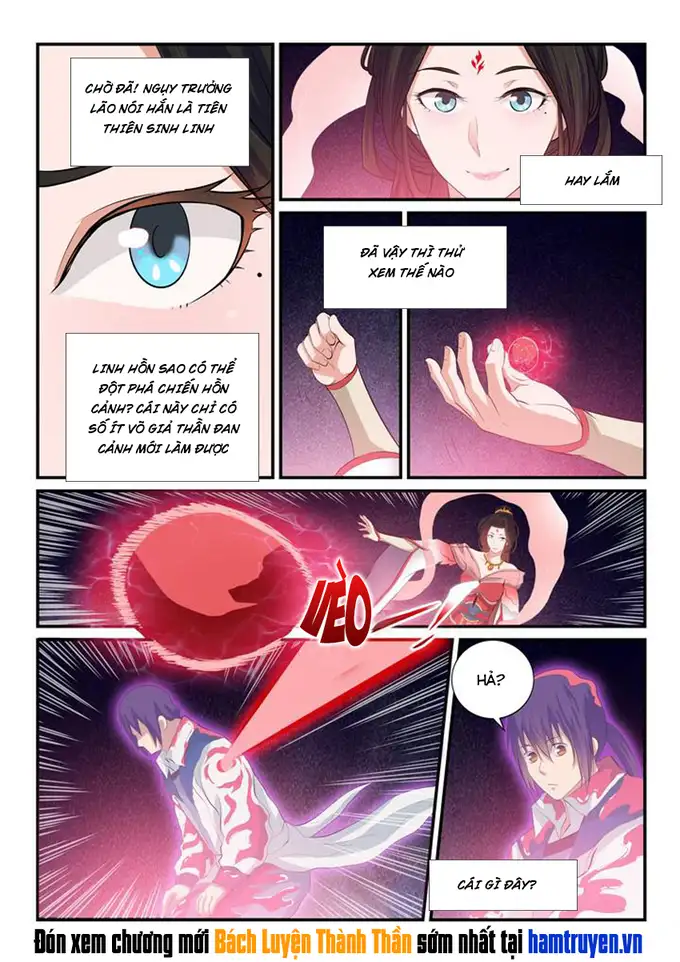 CHỜ ĐÃ! NGỤY TRƯỞNG
LÃO NÓI HẮN LÀ TIÊN
THIÊN SINH LINH
HAY LẮM
LINH HỒN SAO CÓ THỂ
ĐỘT PHÁ CHIẾN HỒN
CẢNH? CÁI NÀY CHỈ CÓ
SỐ ÍT VÕ GIẢ THẦN ĐAN
CẢNH MỚI LÀM ĐƯỢC
ĐÃ VẬY THÌ THỬ
XEM THẾ NÀO
VÈO
HẢ?
CÁI GÌ ĐÂY?
Đón xem chương mới Bách Luyện Thành Thần sớm nhất tại hamtruyen.vn